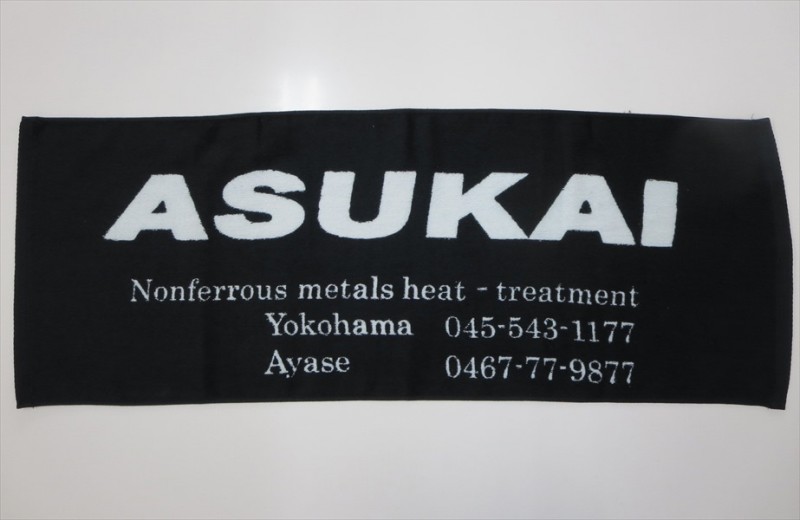 ASUKAI
Nonferrous metals heat - treatment
Yokohama 045-543-1177
Ayase 0467-77-9877